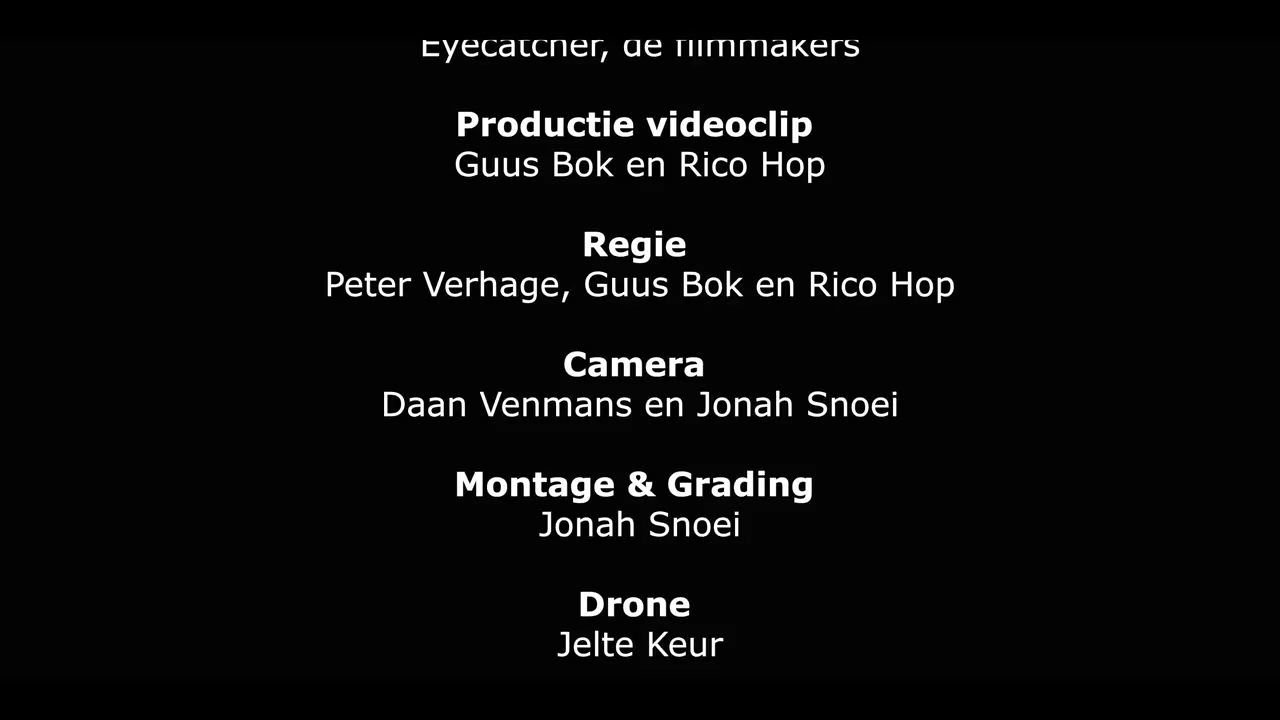 Eyecatcher, de filmmakers
Productie videoclip
Guus Bok en Rico Hop
Regie
Peter Verhage, Guus Bok en Rico Hop
Camera
Daan Venmans en Jonah Snoei
Montage & Grading
Jonah Snoei
Drone
Jelte Keur